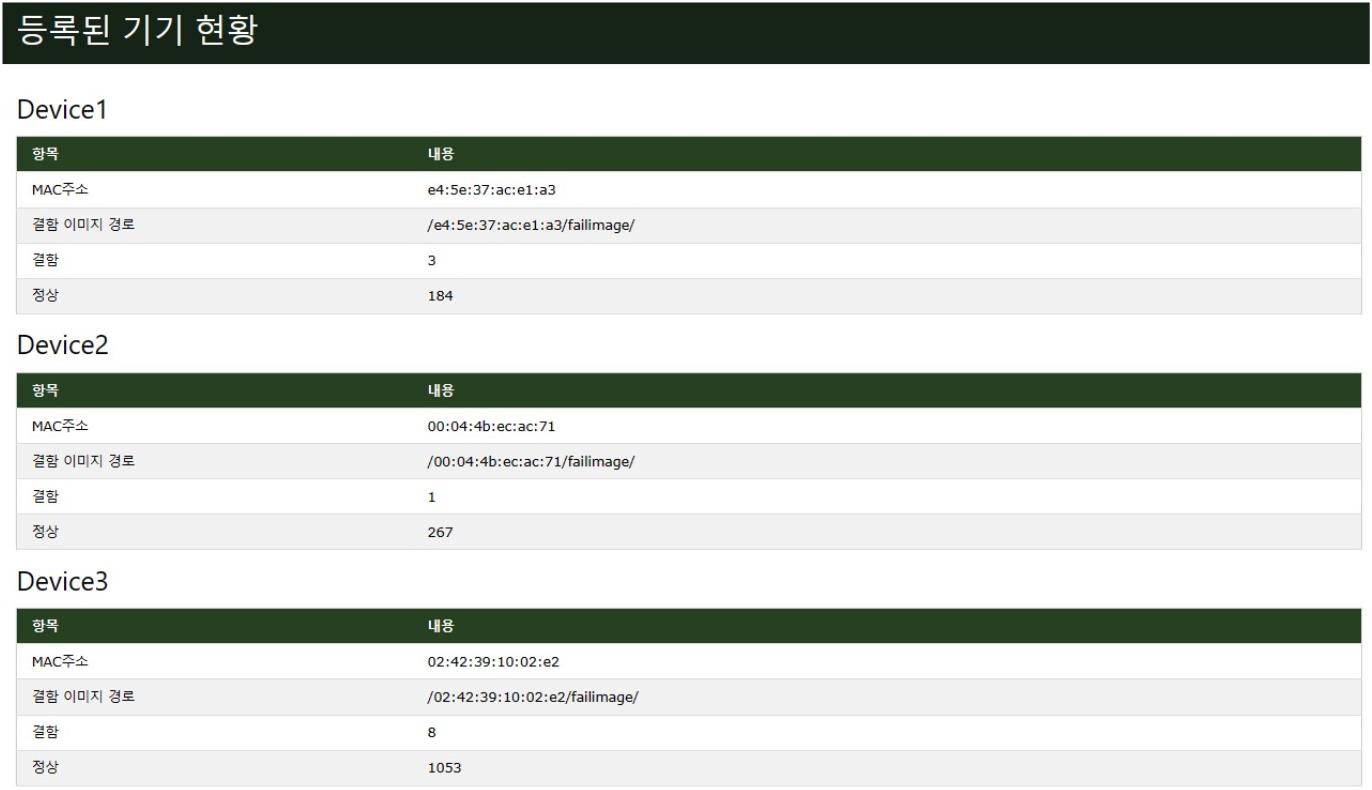 등록된 기기 현황
Device1
항목 내용
MAC주소 e4:5e:37:ac:e1:a3
결함 이미지 경로 /e4:5e:37:ac:e1:a3/failimage/
결함 3
정상 184
Device2
항목 내용
MAC주소 00:04:4b:ec:ac:71
결함 이미지 경로 /00:04:4b:ec:ac:71/failimage/
결함 1
정상 267
Device3
항목 내용
MAC주소 02:42:39:10:02:e2
결함 이미지 경로 /02:42:39:10:02:e2/failimage/
결함 8
정상 1053